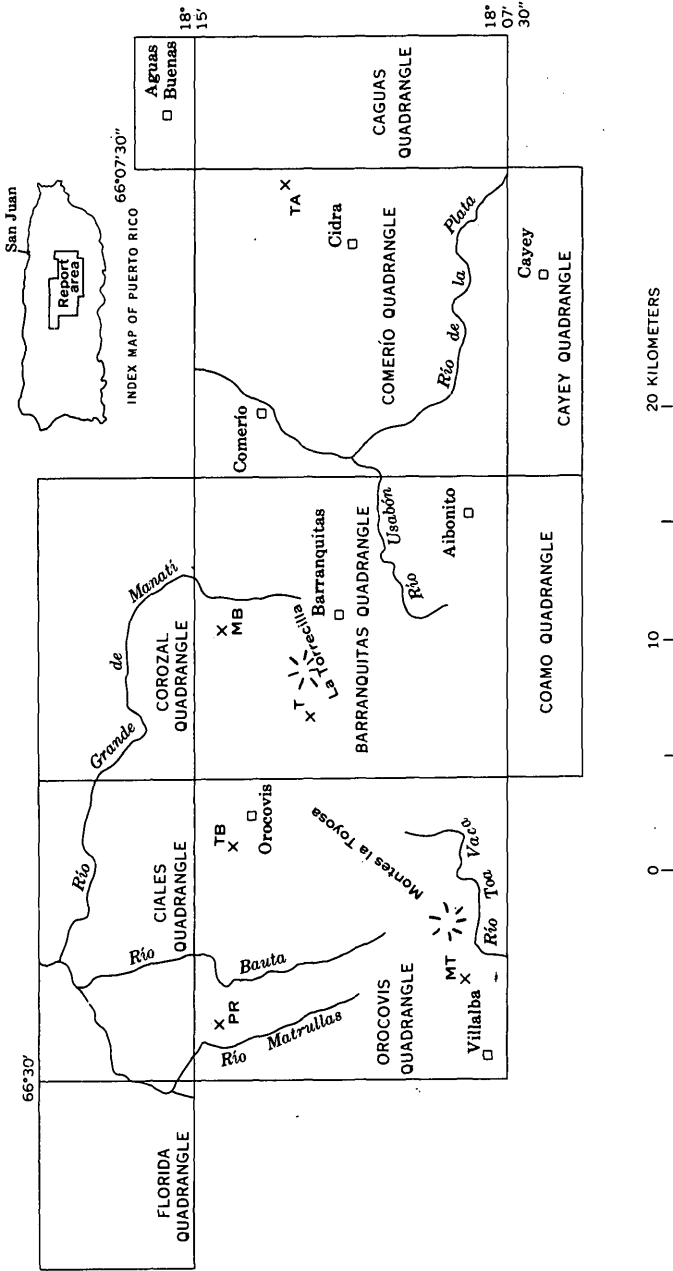 San Juan
Report
area
INDEX MAP OF PUERTO RICO
66°30'
66°07'30"
18°
15'
18°
07'
30"
FLORIDA
QUADRANGLE
CIALES
QUADRANGLE
COROZAL
QUADRANGLE
Río Grande de Manatí
Río Bauta
Río Matrullas
Aguas
Buenas
CAGUAS
QUADRANGLE
PR
TB
Orocovis
MB
T
La Torrecilla
Barranquitas
Comerío
TA
Cidra
OROCOVIS
QUADRANGLE
Montes la Toyosa
BARRANQUITAS QUADRANGLE
COMERÍO QUADRANGLE
Villalba
MT
Río Toa Vaca
Río Usabón
Aibonito
Río de la Plata
COAMO QUADRANGLE
Cayey
CAYEY QUADRANGLE
0
10
20 KILOMETERS